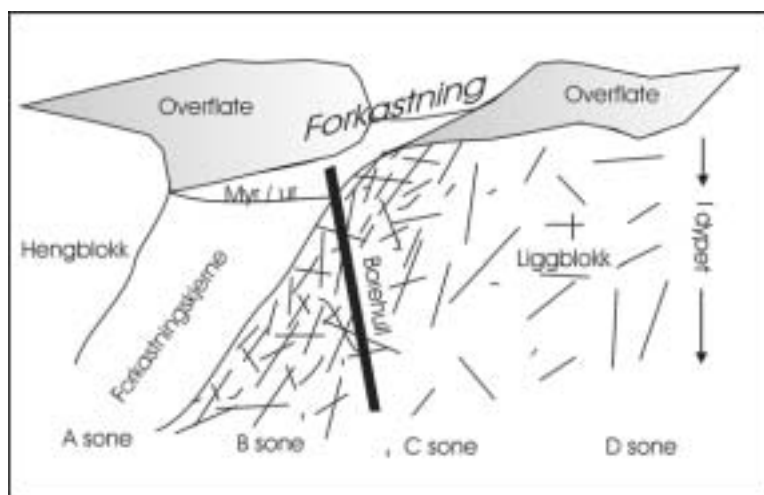 Overflate
Forkastning
Overflate
Myr / ur
Hengblokk
Forkastningskjerne
Borehull
Liggblokk
I dypet
A sone
B sone
C sone
D sone